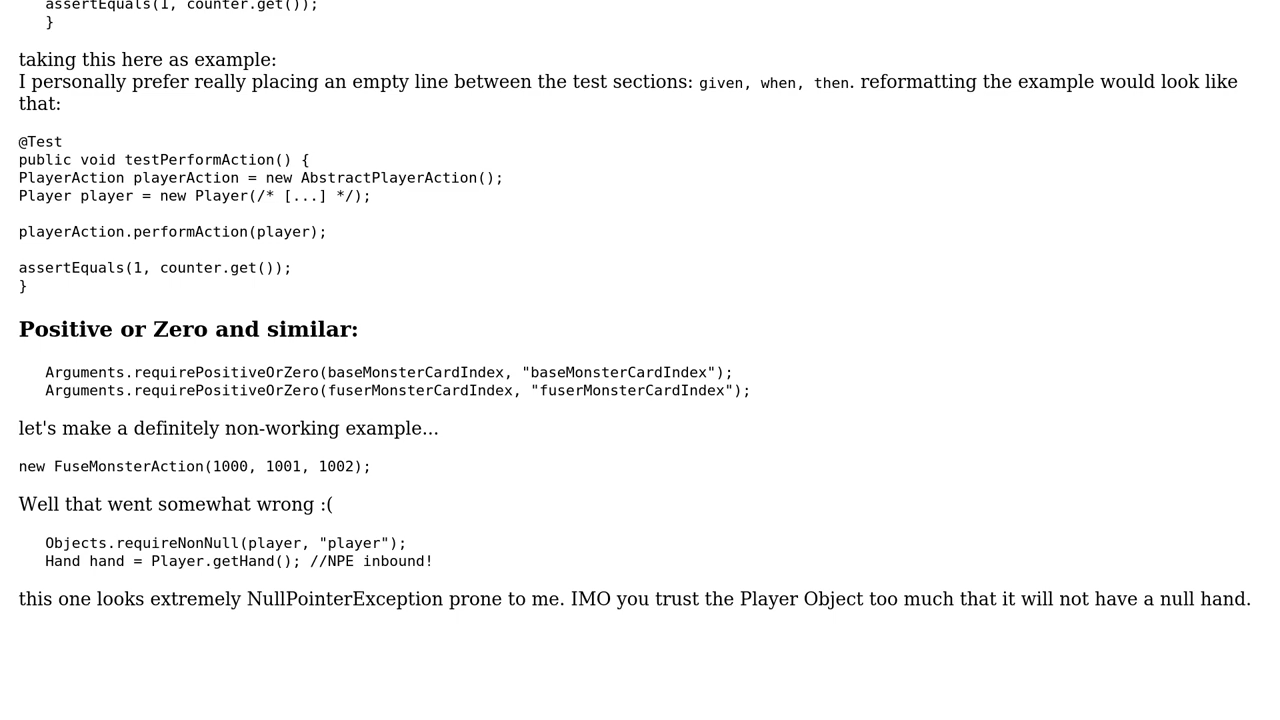 assertEquals(1, counter.get());
}
taking this here as example:
I personally prefer really placing an empty line between the test sections: given, when, then. reformatting the example would look like
that:
@Test
public void testPerformAction() {
PlayerAction playerAction = new AbstractPlayerAction();
Player player = new Player(/* [...] */);
playerAction.performAction(player);
assertEquals(1, counter.get());
}
Positive or Zero and similar:
Arguments.requirePositiveOrZero(baseMonsterCardIndex, "baseMonsterCardIndex");
Arguments.requirePositiveOrZero(fuserMonsterCardIndex, "fuserMonsterCardIndex");
let's make a definitely non-working example...
new FuseMonsterAction(1000, 1001, 1002);
Well that went somewhat wrong :(
Objects.requireNonNull(player, "player");
Hand hand = Player.getHand(); //NPE inbound!
this one looks extremely NullPointerException prone to me. IMO you trust the Player Object too much that it will not have a null hand.